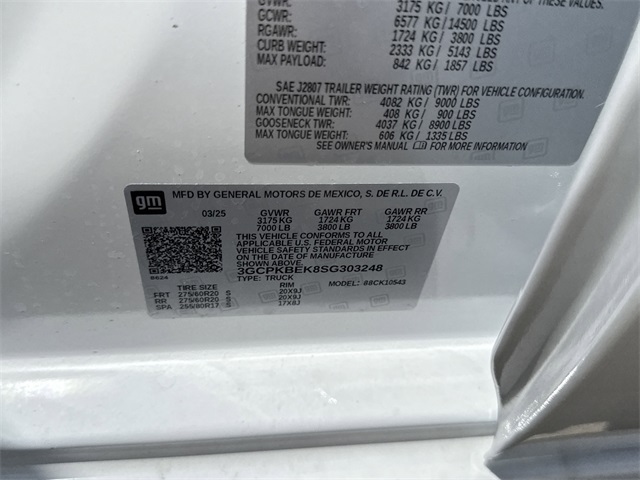 ANY OF THESE VALUES.
GVWR: 3175 KG / 7000 LBS
GCWR: 6577 KG / 14500 LBS
RGAWR: 1724 KG / 3800 LBS
CURB WEIGHT: 2333 KG / 5143 LBS
MAX PAYLOAD: 842 KG / 1857 LBS
SAE J2807 TRAILER WEIGHT RATING (TWR) FOR VEHICLE CONFIGURATION.
CONVENTIONAL TWR: 4082 KG / 9000 LBS
MAX TONGUE WEIGHT: 408 KG / 900 LBS
GOOSENECK TWR: 4037 KG / 8900 LBS
MAX TONGUE WEIGHT: 606 KG / 1335 LBS
SEE OWNER'S MANUAL FOR MORE INFORMATION
gm MFD BY GENERAL MOTORS DE MEXICO, S. DE R.L. DE C.V.
03/25 GVWR GAWR FRT GAWR RR
3175 KG 1724 KG 1724 KG
7000 LB 3800 LB 3800 LB
THIS VEHICLE CONFORMS TO ALL
APPLICABLE U.S. FEDERAL MOTOR
VEHICLE SAFETY STANDARDS IN EFFECT
ON THE DATE OF MANUFACTURE SHOWN ABOVE.
3GCPKBEK8SG303248
TYPE: TRUCK MODEL: 88CK10543
TIRE SIZE RIM
FRT 275/60R20 S 20X9J
RR 275/60R20 S 20X9J
SPA 255/80R17 17X8J